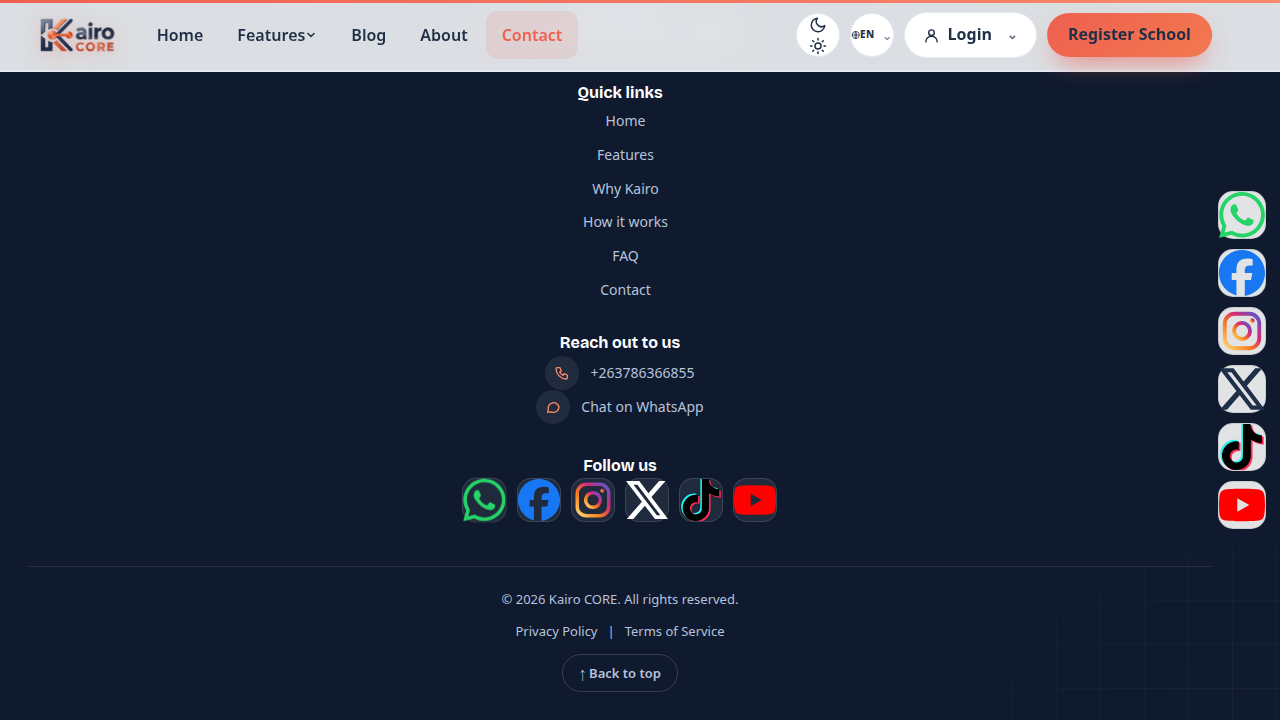 Kairo
CORE
Home
Features
Blog
About
Contact
EN
Login
Register School
Quick links
Home
Features
Why Kairo
How it works
FAQ
Contact
Reach out to us
+263786366855
Chat on WhatsApp
Follow us
© 2026 Kairo CORE. All rights reserved.
Privacy Policy | Terms of Service
↑ Back to top